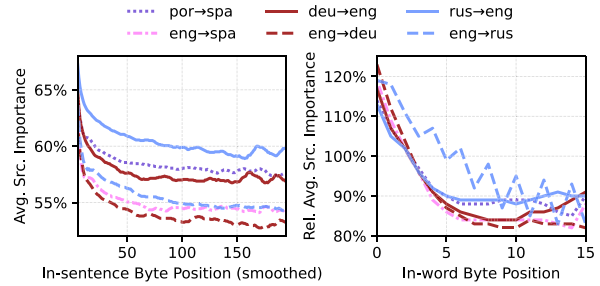 por→spa deu→eng rus→eng
eng→spa eng→deu eng→rus
Avg. Src. Importance
65%
60%
55%
50 100 150
In-sentence Byte Position (smoothed)
Rel. Avg. Src. Importance
120%
110%
100%
90%
80%
0 5 10 15
In-word Byte Position